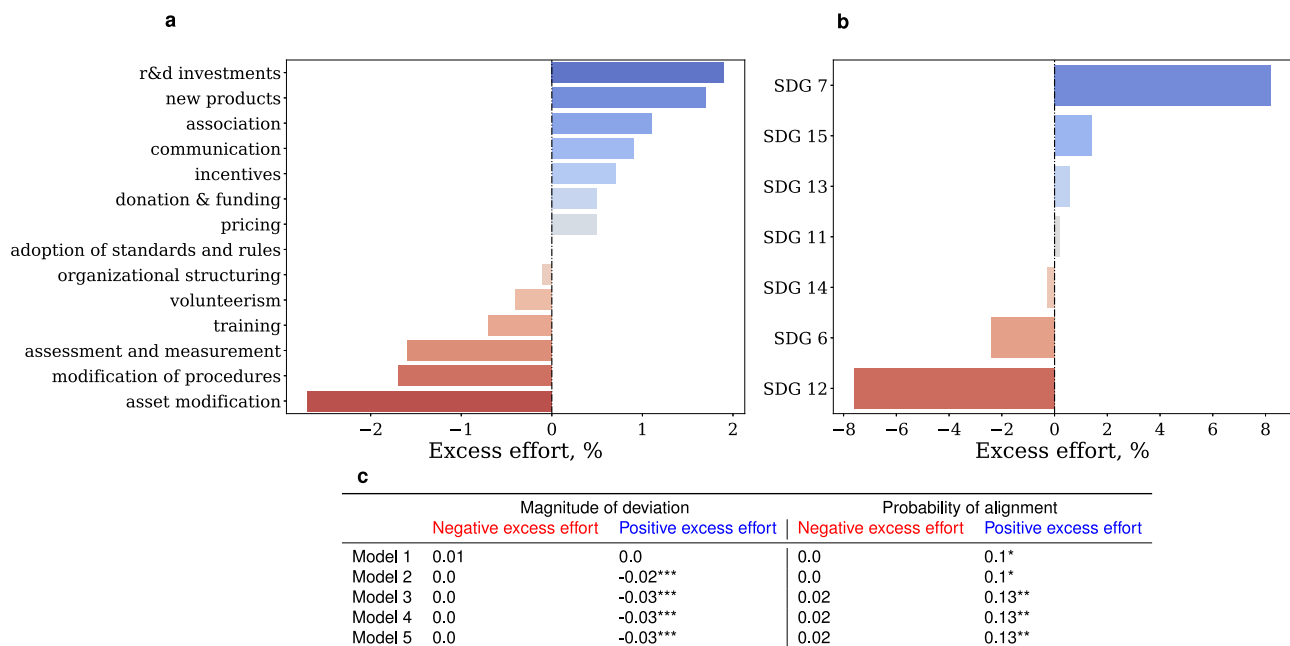 a
r&d investments
new products
association
communication
incentives
donation & funding
pricing
adoption of standards and rules
organizational structuring
volunteerism
training
assessment and measurement
modification of procedures
asset modification
−2 −1 0 1 2
Excess effort, %
b
SDG 7
SDG 15
SDG 13
SDG 11
SDG 14
SDG 6
SDG 12
−8 −6 −4 −2 0 2 4 6 8
Excess effort, %
c
Magnitude of deviation Probability of alignment
Negative excess effort Positive excess effort Negative excess effort Positive excess effort
Model 1 0.01 0.0 0.0 0.1*
Model 2 0.0 -0.02*** 0.0 0.1*
Model 3 0.0 -0.03*** 0.02 0.13**
Model 4 0.0 -0.03*** 0.02 0.13**
Model 5 0.0 -0.03*** 0.02 0.13**